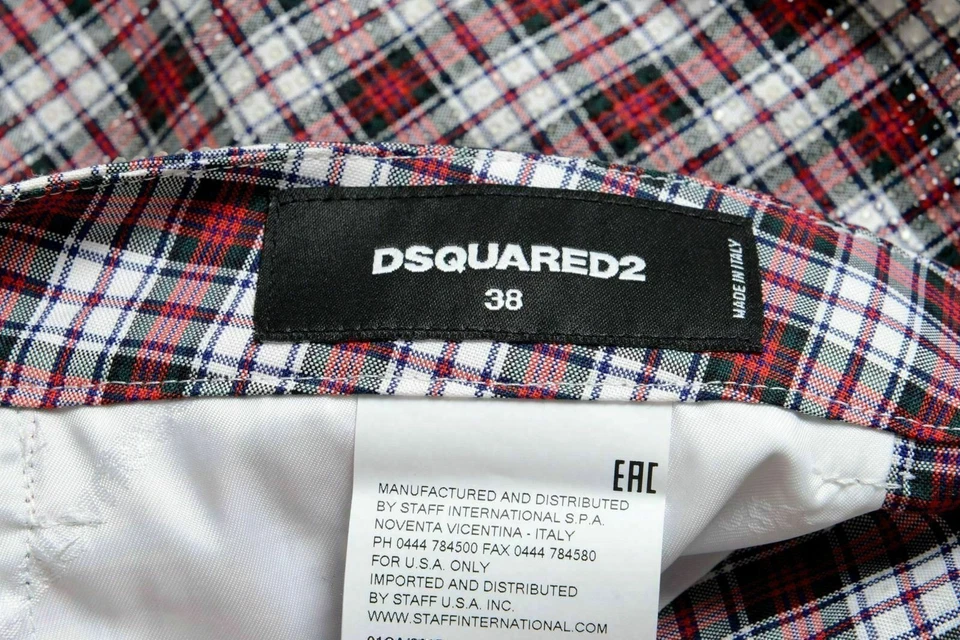 DSQUARED2
38
MADE IN ITALY
EAC
MANUFACTURED AND DISTRIBUTED
BY STAFF INTERNATIONAL S.P.A.
NOVENTA VICENTINA - ITALY
PH 0444 784500 FAX 0444 784580
FOR U.S.A. ONLY
IMPORTED AND DISTRIBUTED
BY STAFF U.S.A. INC.
WWW.STAFFINTERNATIONAL.COM